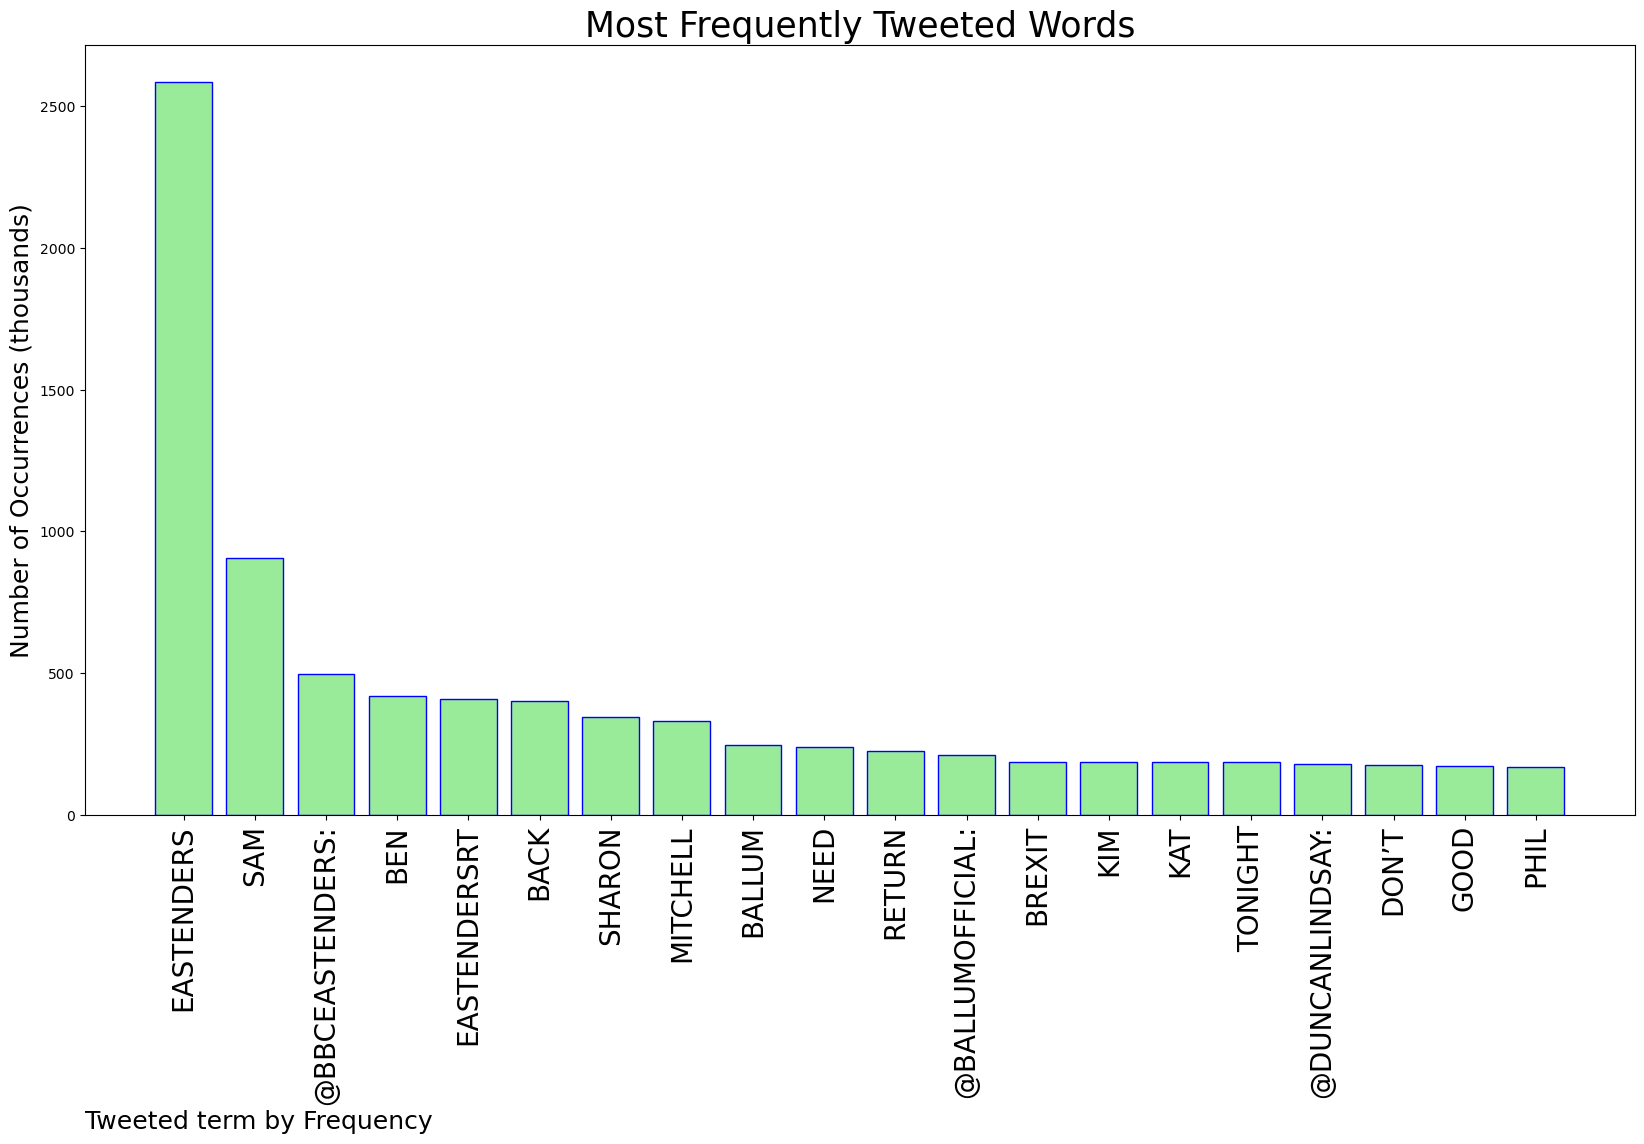 Most Frequently Tweeted Words
Number of Occurrences (thousands)
2500
2000
1500
1000
500
0
EASTENDERS
SAM
@BBCEASTENDERS:
BEN
EASTENDERSRT
BACK
SHARON
MITCHELL
BALLUM
NEED
RETURN
@BALLUMOFFICIAL:
BREXIT
KIM
KAT
TONIGHT
@DUNCANLINDSAY:
DON’T
GOOD
PHIL
Tweeted term by Frequency